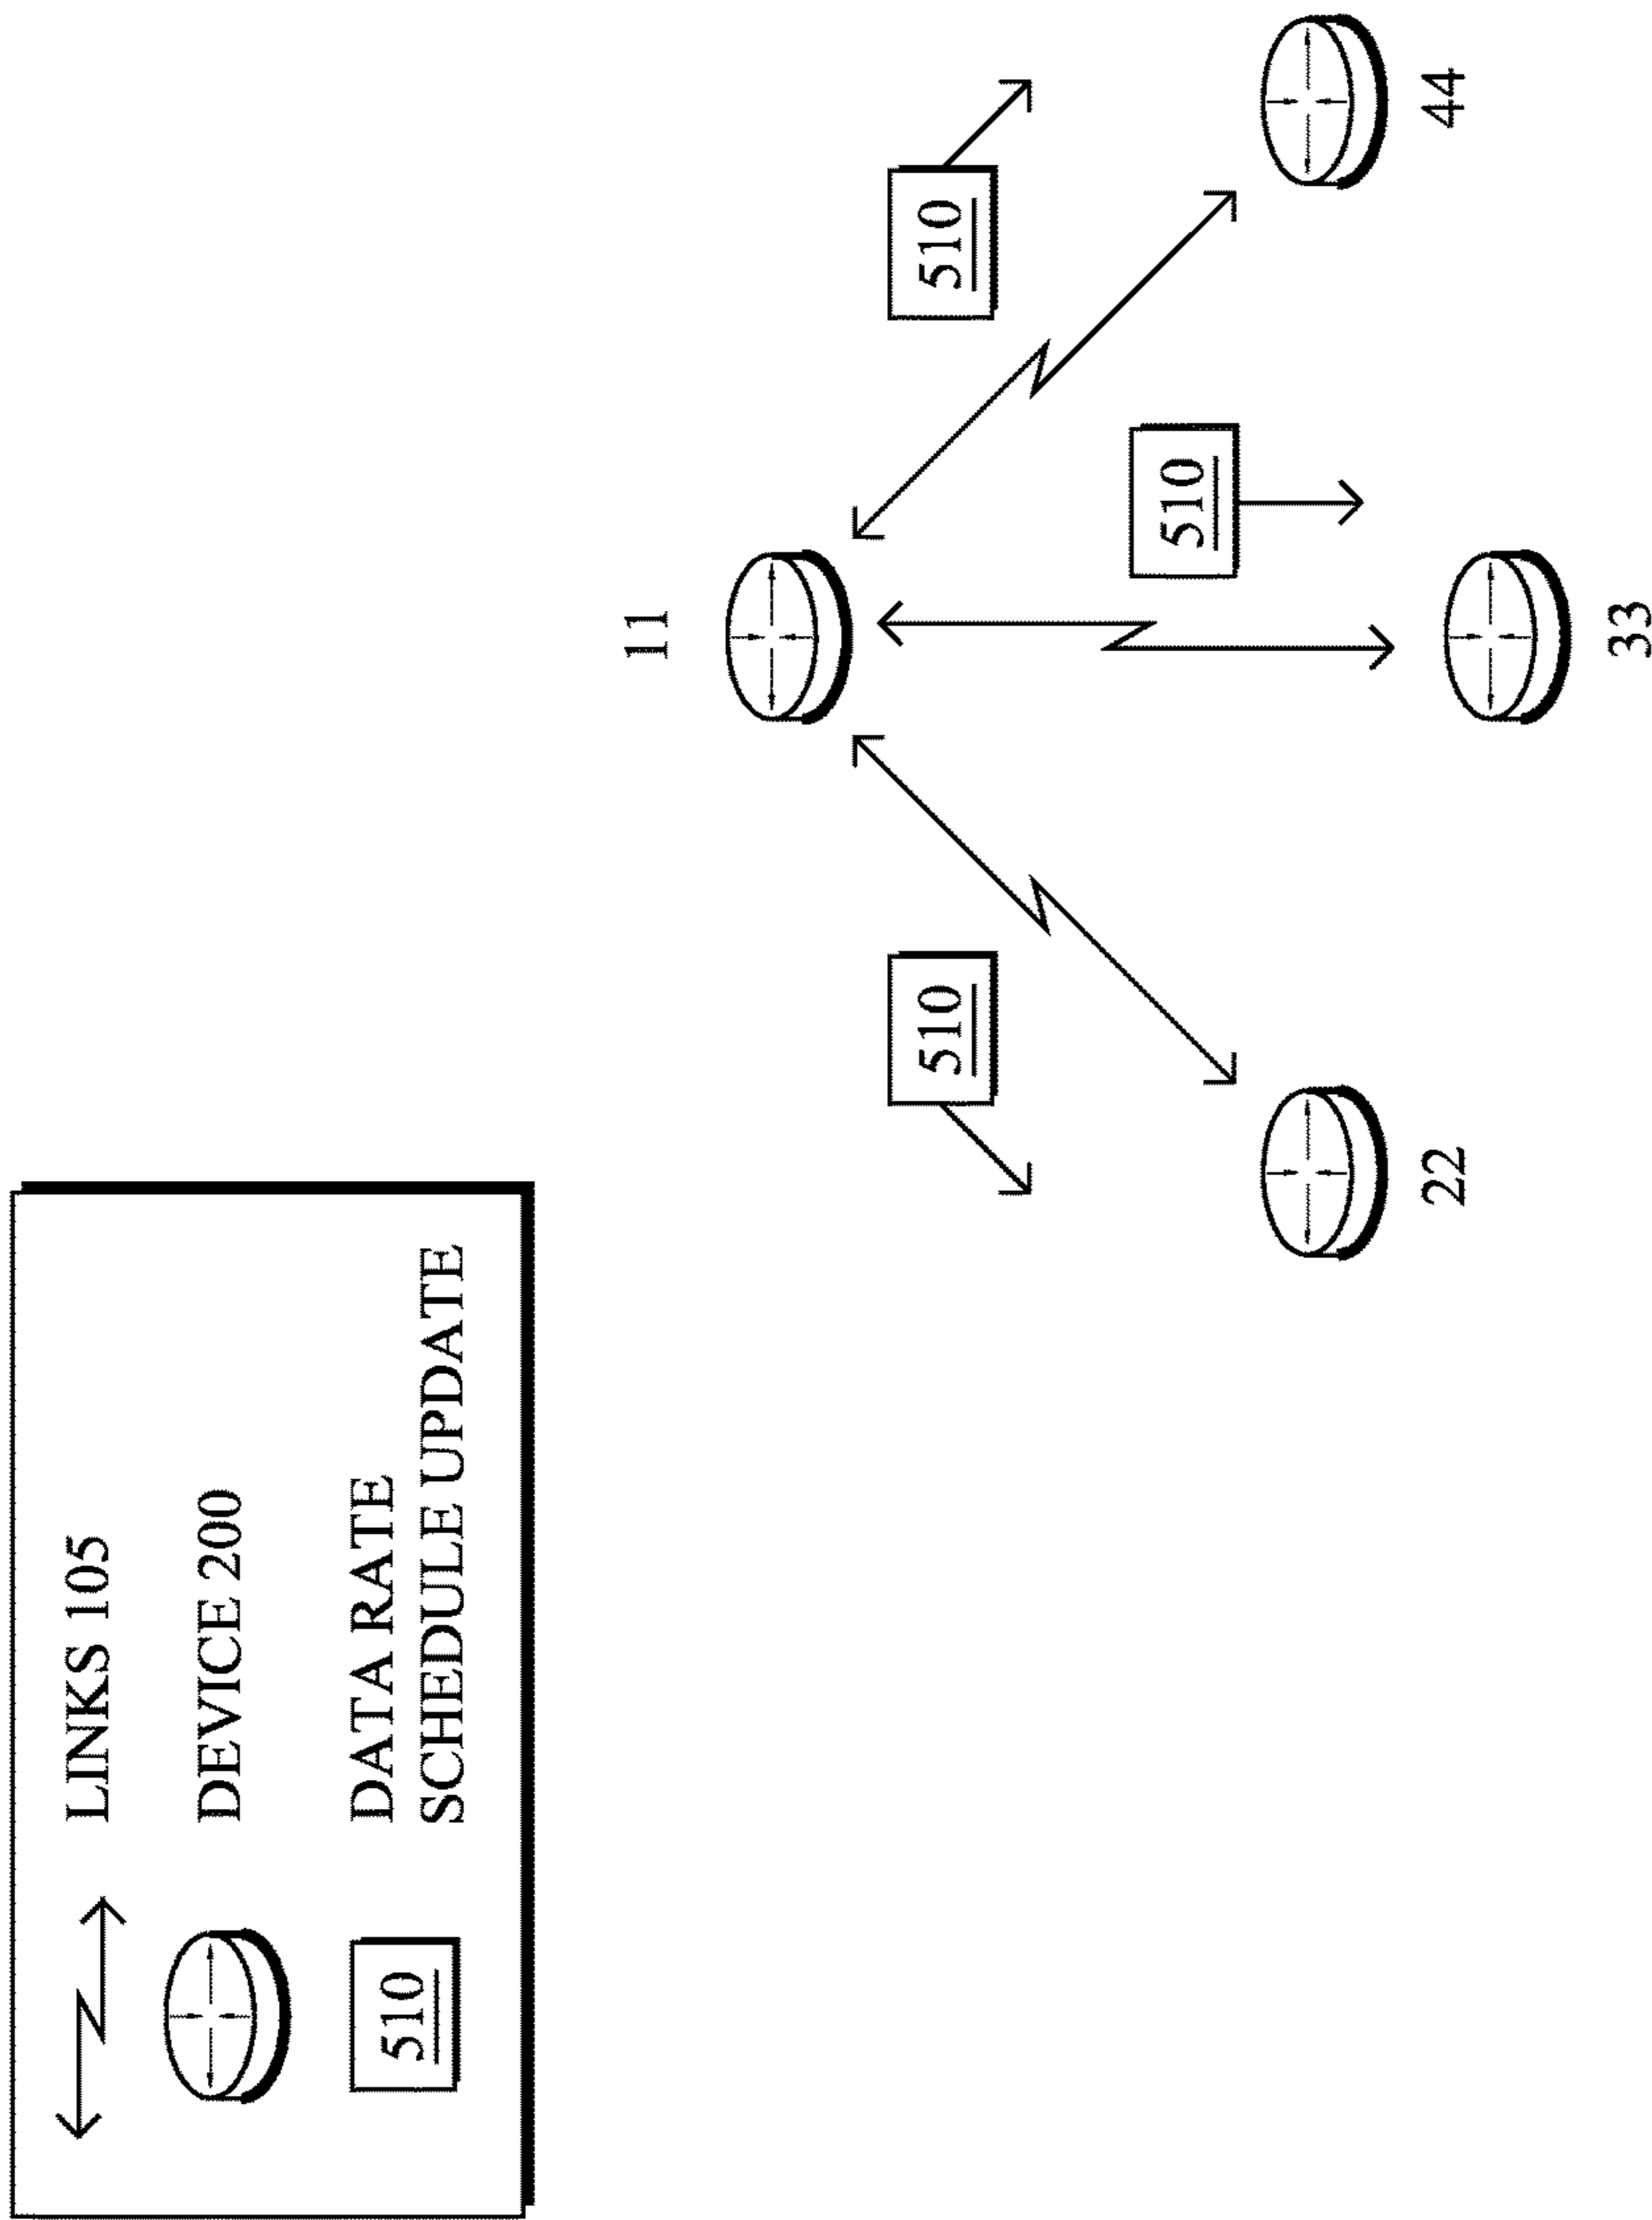 LINKS 105
DEVICE 200
510
DATA RATE
SCHEDULE UPDATE
11
510
510
510
22
33
44